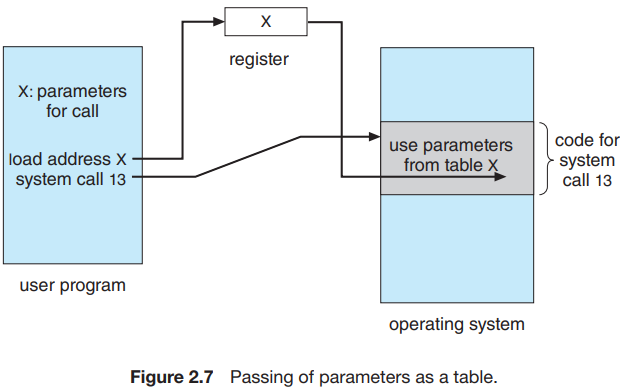 X
register
X: parameters
for call
load address X
system call 13
user program
use parameters
from table X
code for
system
call 13
operating system
Figure 2.7 Passing of parameters as a table.